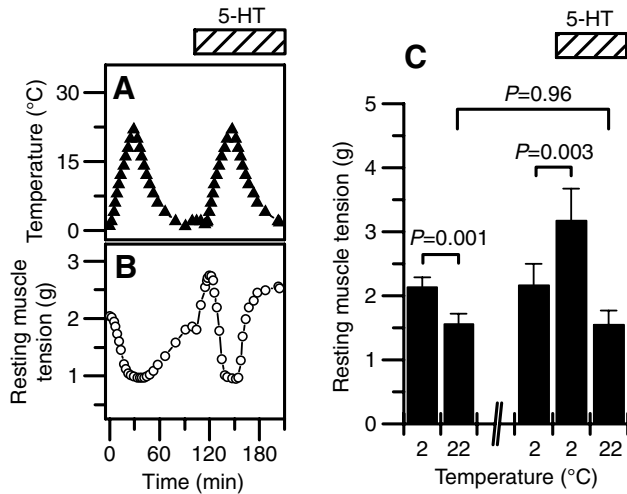 5-HT
A
30
15
0
Temperature (°C)
B
3
2
1
Resting muscle
tension (g)
0
60
120
180
Time (min)
5-HT
C
5
4
3
2
1
0
Resting muscle tension (g)
P=0.96
P=0.003
P=0.001
2
22
2
2
22
Temperature (°C)